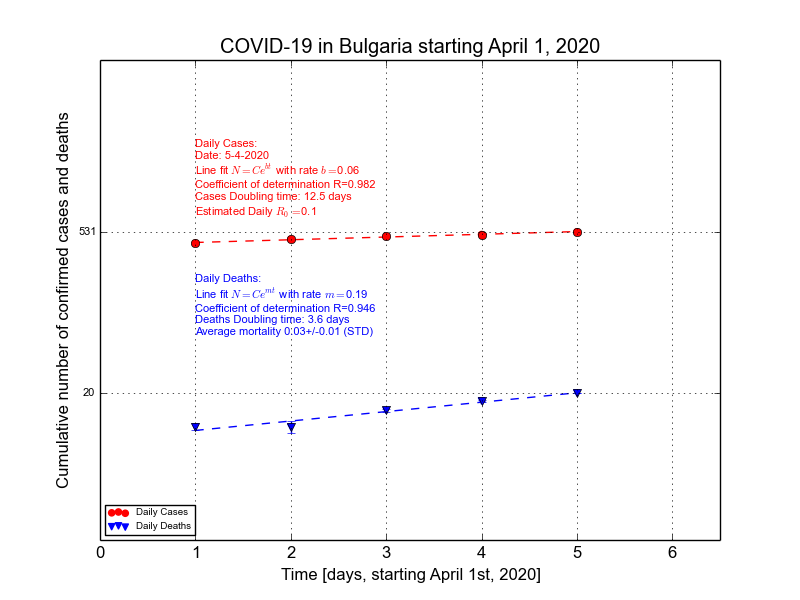 COVID-19 in Bulgaria starting April 1, 2020
Cumulative number of confirmed cases and deaths
Daily Cases:
Date: 5-4-2020
Line fit N=Ce^{bt} with rate b=0.06
Coefficient of determination R=0.982
Cases Doubling time: 12.5 days
Estimated Daily R_0=0.1
531
Daily Deaths:
Line fit N=Ce^{mt} with rate m=0.19
Coefficient of determination R=0.946
Deaths Doubling time: 3.6 days
Average mortality 0.03+/-0.01 (STD)
20
Daily Cases
Daily Deaths
0 1 2 3 4 5 6
Time [days, starting April 1st, 2020]